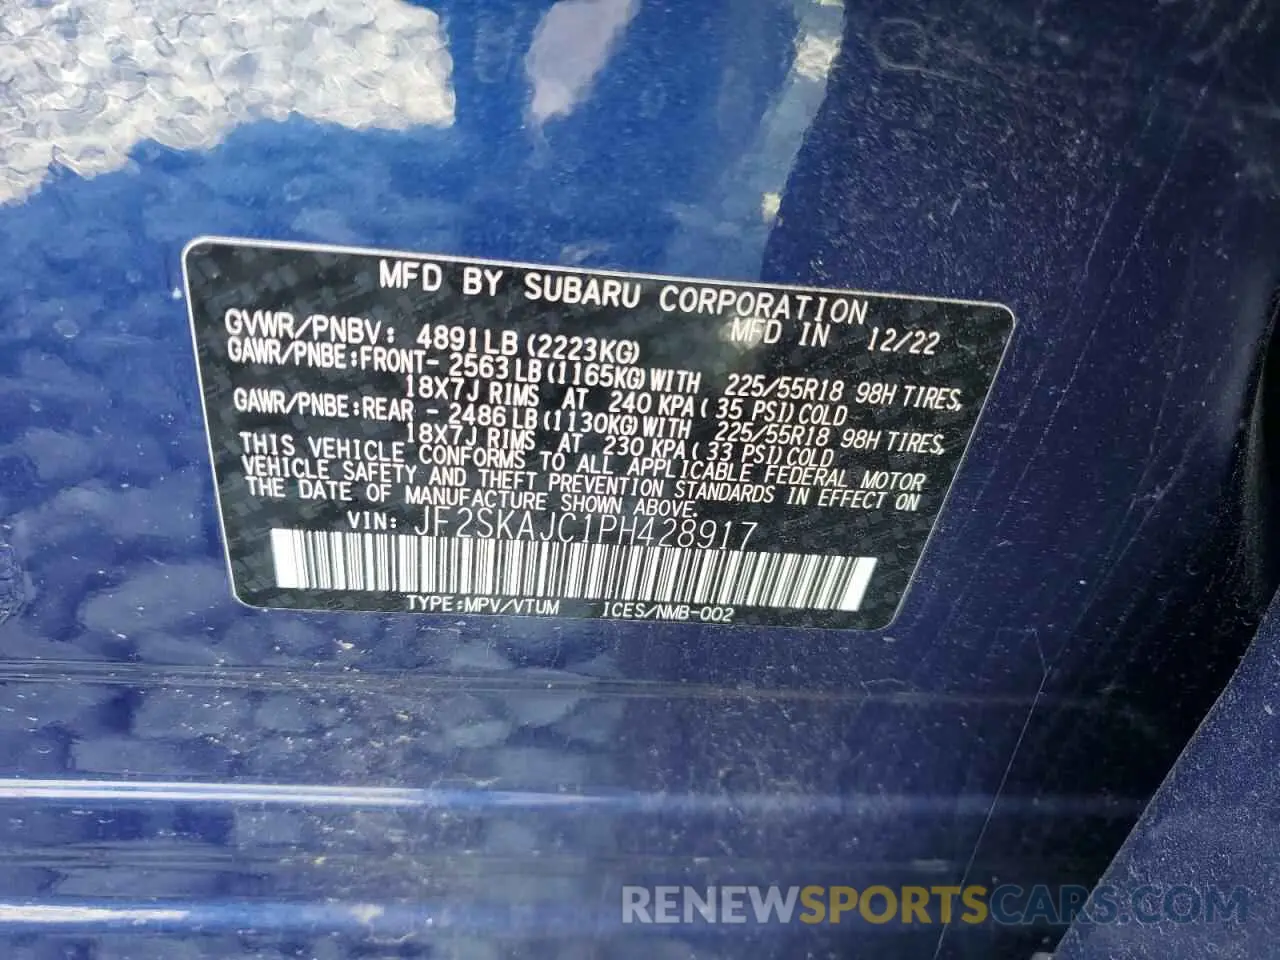 MFD BY SUBARU CORPORATION
GVWR/PNBV: 4891LB (2223KG) MFD IN 12/22
GAWR/PNBE:FRONT- 2563LB(1165KG)WITH 225/55R18 98H TIRES,
18X7J RIMS AT 240 KPA( 35 PSI)COLD
GAWR/PNBE:REAR - 2486LB(1130KG)WITH 225/55R18 98H TIRES,
18X7J RIMS AT 230 KPA( 33 PSI)COLD
THIS VEHICLE CONFORMS TO ALL APPLICABLE FEDERAL MOTOR
VEHICLE SAFETY AND THEFT PREVENTION STANDARDS IN EFFECT ON
THE DATE OF MANUFACTURE SHOWN ABOVE.
VIN: JF2SKAJC1PH428917
TYPE:MPV/VTUM ICES/NMB-002
RENEWSPORTSCARS.COM